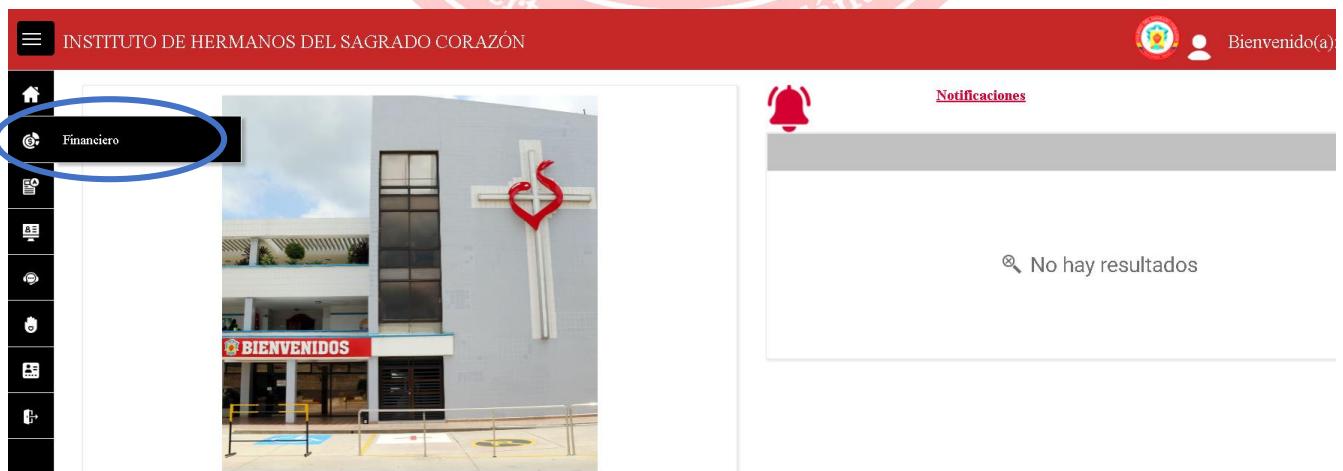 INSTITUTO DE HERMANOS DEL SAGRADO CORAZÓN
Bienvenido(a):
Notificaciones
Financiero
No hay resultados
BIENVENIDOS